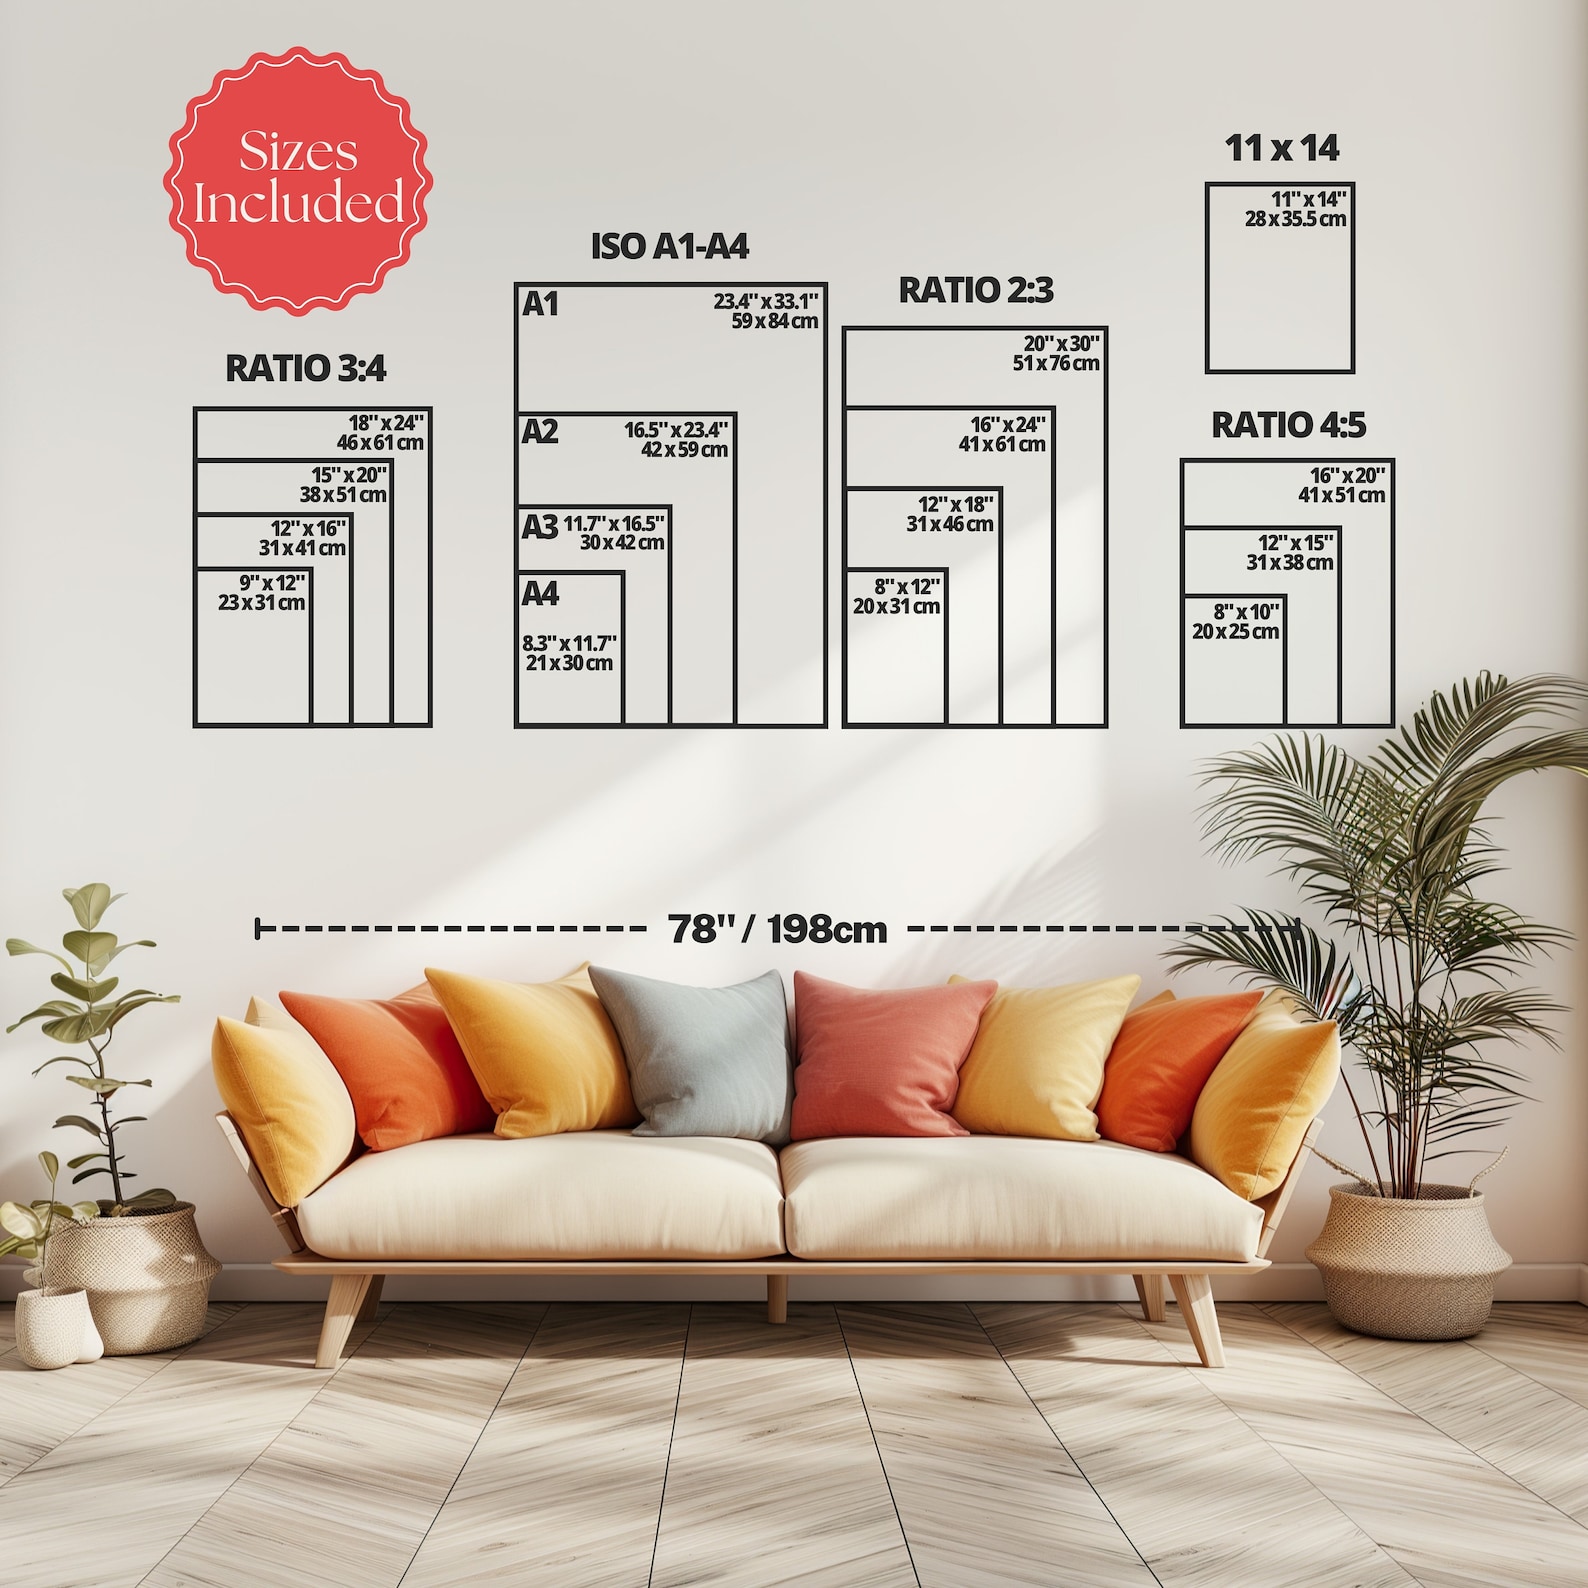 Sizes
Included
RATIO 3:4
18" x 24"
46 x 61 cm
15" x 20"
38 x 51 cm
12" x 16"
31 x 41 cm
9" x 12"
23 x 31 cm
ISO A1-A4
A1
23.4" x 33.1"
59 x 84 cm
A2
16.5" x 23.4"
42 x 59 cm
A3
11.7" x 16.5"
30 x 42 cm
A4
8.3" x 11.7"
21 x 30 cm
RATIO 2:3
20" x 30"
51 x 76 cm
16" x 24"
41 x 61 cm
12" x 18"
31 x 46 cm
8" x 12"
20 x 31 cm
11 x 14
11" x 14"
28 x 35.5 cm
RATIO 4:5
16" x 20"
41 x 51 cm
12" x 15"
31 x 38 cm
8" x 10"
20 x 25 cm
78" / 198cm